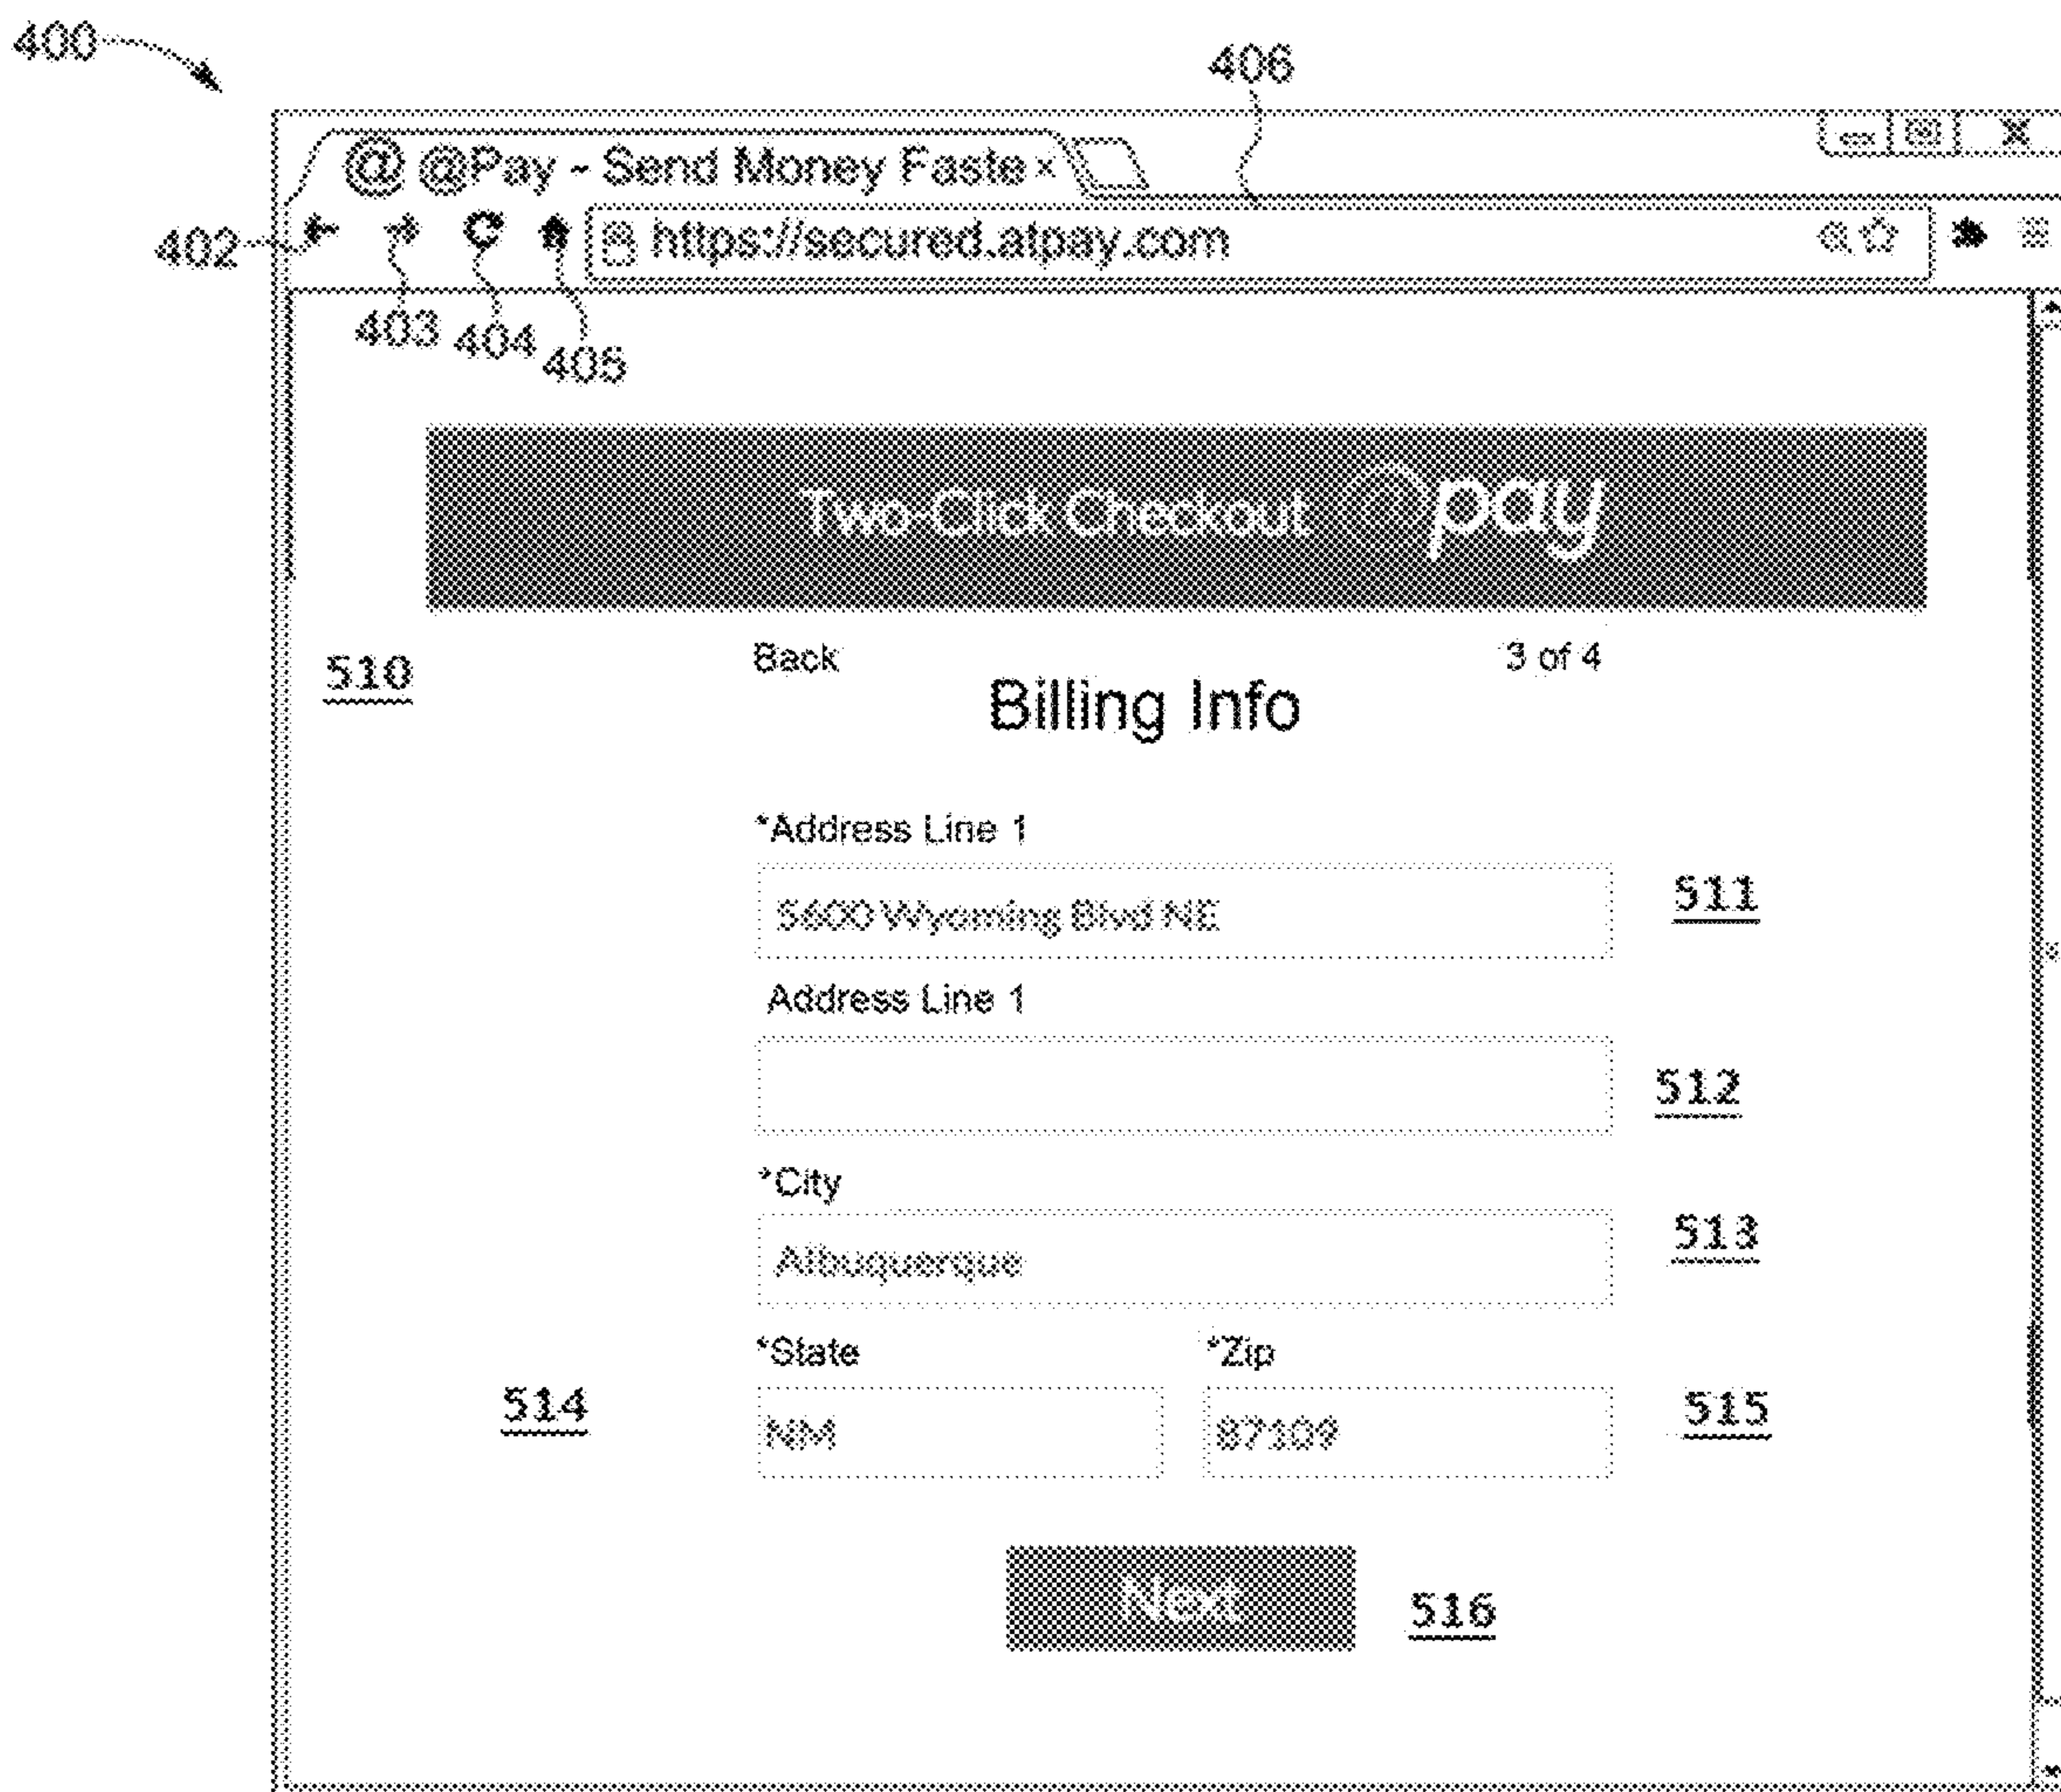 400
406
@ @Pay - Send Money Faste ×
402
https://secured.atpay.com
403 404 405
Two-Click Checkout @pay
510
Back 3 of 4
Billing Info
*Address Line 1
5600 Wyoming Blvd NE 511
Address Line 1
512
*City
Albuquerque 513
*State *Zip
514 NM 87109 515
Next 516